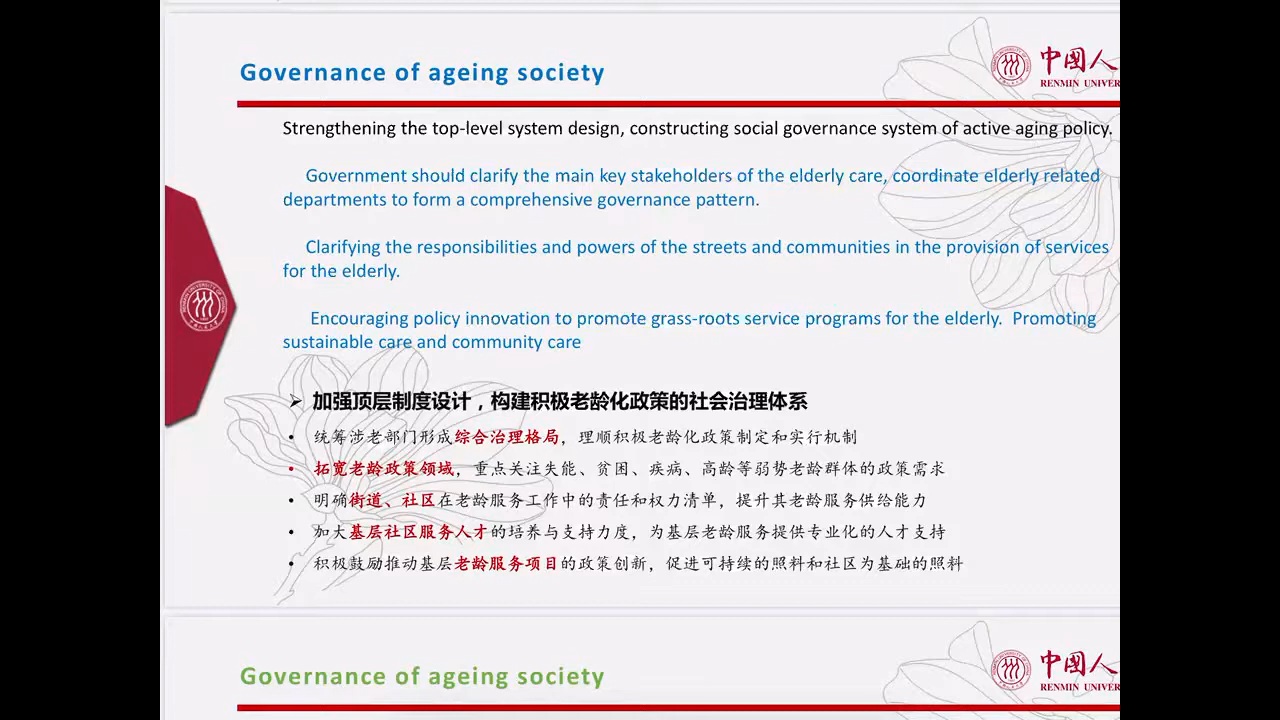 Governance of ageing society
中国人
RENMIN UNIVER
Strengthening the top-level system design, constructing social governance system of active aging policy.
Government should clarify the main key stakeholders of the elderly care, coordinate elderly related
departments to form a comprehensive governance pattern.
Clarifying the responsibilities and powers of the streets and communities in the provision of services
for the elderly.
Encouraging policy innovation to promote grass-roots service programs for the elderly. Promoting
sustainable care and community care
➢ 加强顶层制度设计，构建积极老龄化政策的社会治理体系
• 统筹涉老部门形成综合治理格局，理顺积极老龄化政策制定和实行机制
• 拓宽老龄政策领域，重点关注失能、贫困、疾病、高龄等弱势老龄群体的政策需求
• 明确街道、社区在老龄服务工作中的责任和权力清单，提升其老龄服务供给能力
• 加大基层社区服务人才的培养与支持力度，为基层老龄服务提供专业化的人才支持
• 积极鼓励推动基层老龄服务项目的政策创新，促进可持续的照料和社区为基础的照料
Governance of ageing society
中国人
RENMIN UNIVER